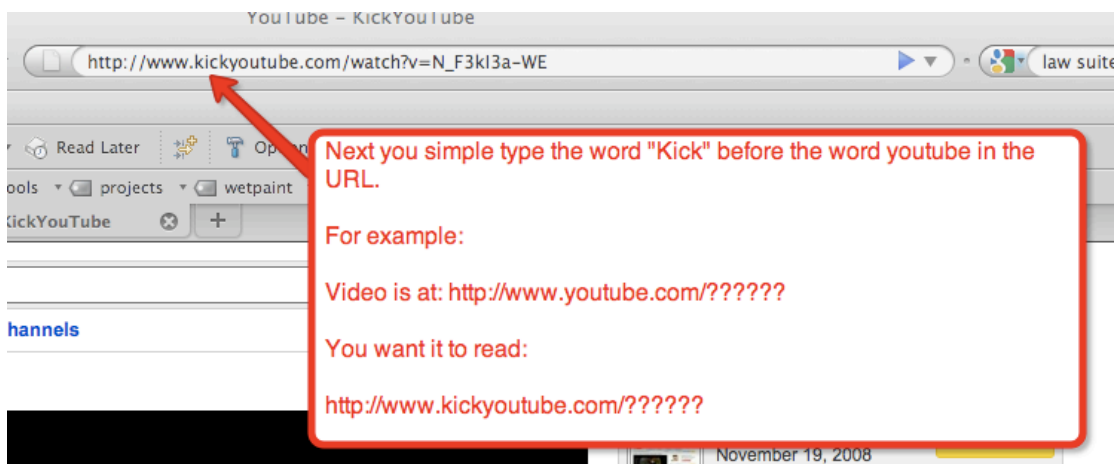 YouTube – KickYouTube
http://www.kickyoutube.com/watch?v=N_F3kI3a-WE
law suite
Read Later
projects
wetpaint
KickYouTube
Next you simple type the word "Kick" before the word youtube in the
URL.
For example:
Video is at: http://www.youtube.com/??????
You want it to read:
http://www.kickyoutube.com/??????
hannels
November 19, 2008